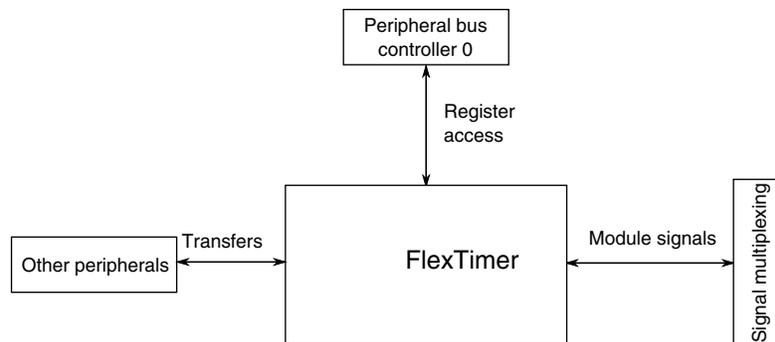 Peripheral bus
controller 0
Register
access
Transfers
Other peripherals
FlexTimer
Module signals
Signal multiplexing